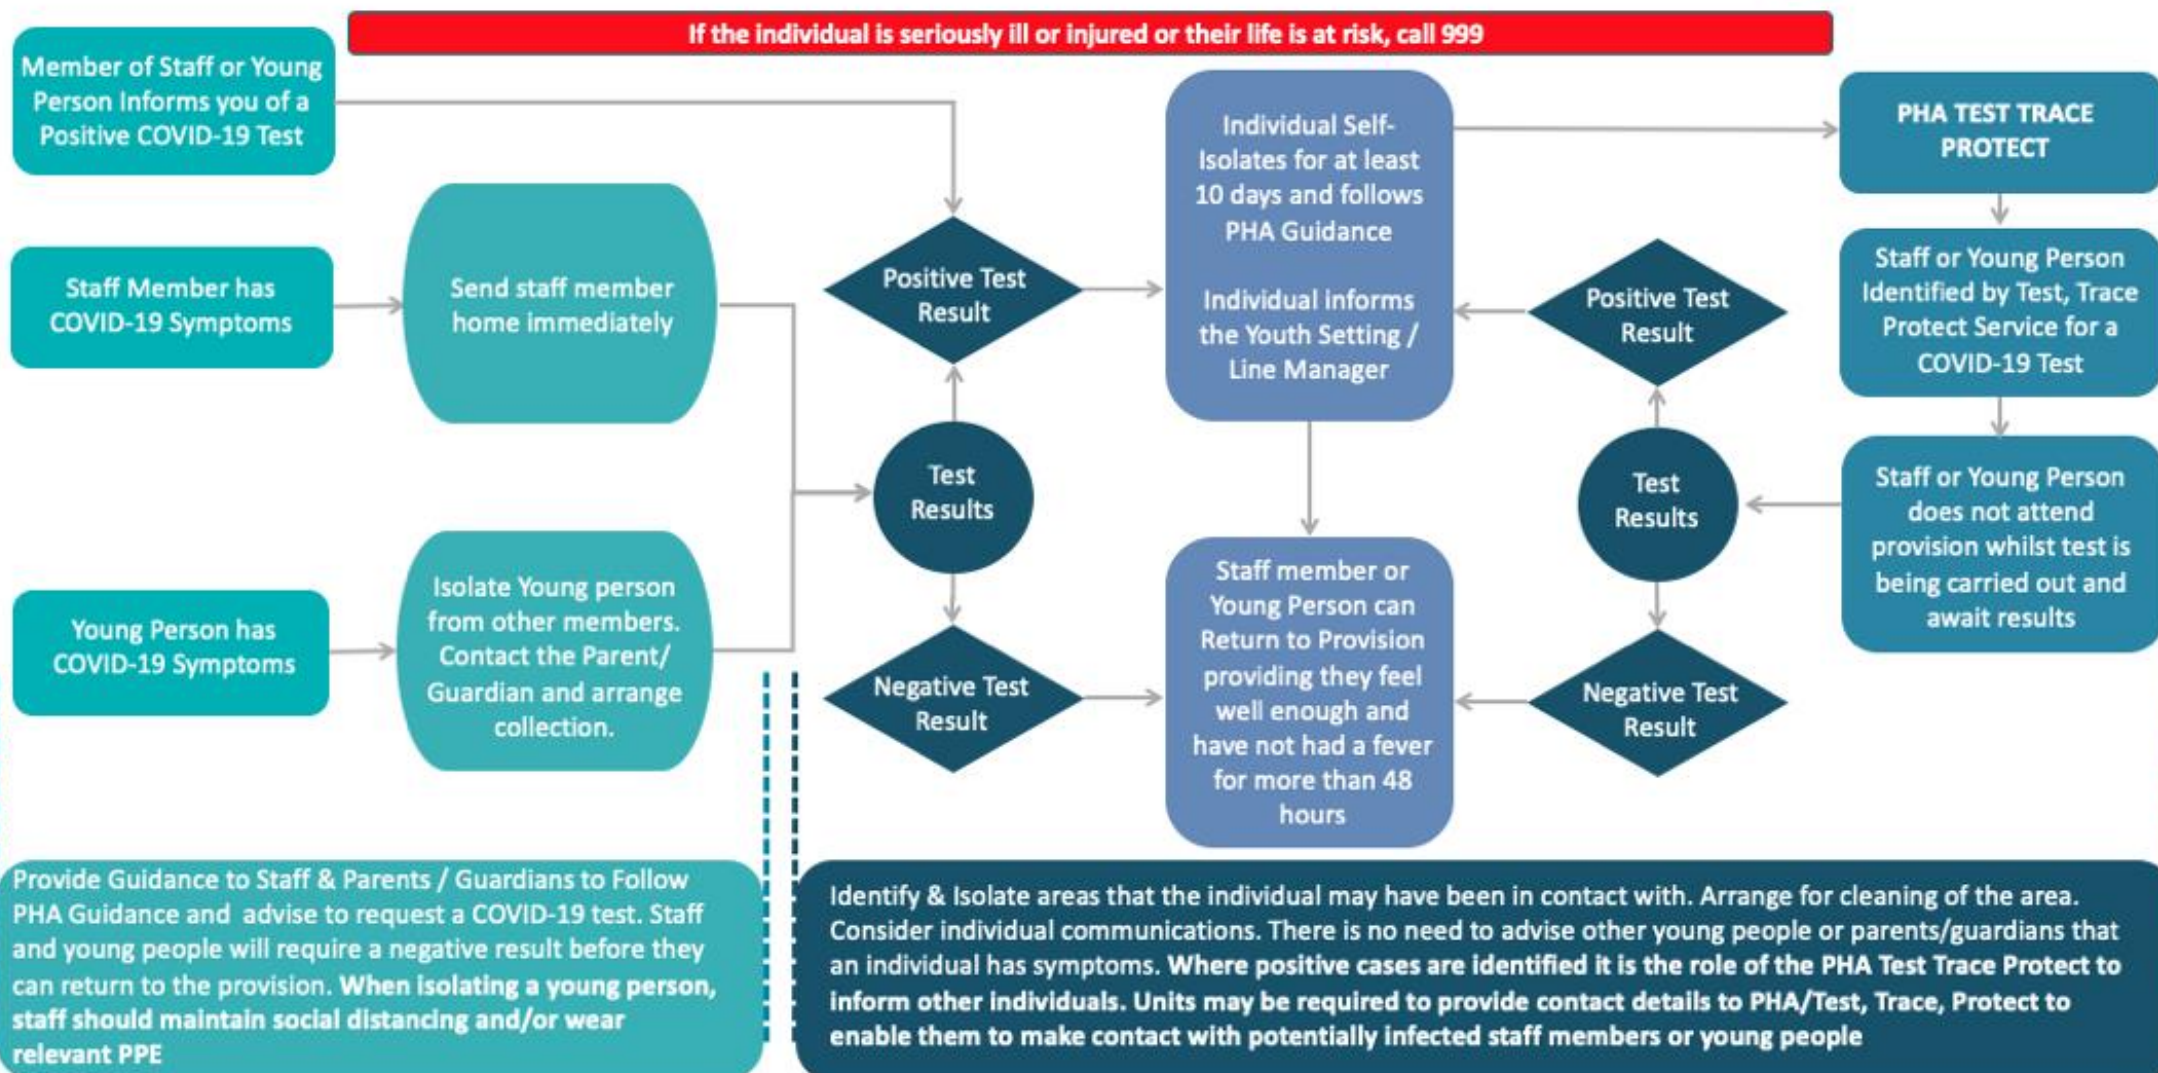 If the individual is seriously ill or injured or their life is at risk, call 999
Member of Staff or Young
Person Informs you of a
Positive COVID-19 Test
Staff Member has
COVID-19 Symptoms
Send staff member
home immediately
Young Person has
COVID-19 Symptoms
Isolate Young person
from other members.
Contact the Parent/
Guardian and arrange
collection.
Positive Test
Result
Test
Results
Negative Test
Result
Individual Self-
Isolates for at least
10 days and follows
PHA Guidance
Individual informs
the Youth Setting /
Line Manager
Staff member or
Young Person can
Return to Provision
providing they feel
well enough and
have not had a fever
for more than 48
hours
Positive Test
Result
Test
Results
Negative Test
Result
PHA TEST TRACE
PROTECT
Staff or Young Person
Identified by Test, Trace
Protect Service for a
COVID-19 Test
Staff or Young Person
does not attend
provision whilst test is
being carried out and
await results
Provide Guidance to Staff & Parents / Guardians to Follow
PHA Guidance and advise to request a COVID-19 test. Staff
and young people will require a negative result before they
can return to the provision. When isolating a young person,
staff should maintain social distancing and/or wear
relevant PPE
Identify & Isolate areas that the individual may have been in contact with. Arrange for cleaning of the area.
Consider individual communications. There is no need to advise other young people or parents/guardians that
an individual has symptoms. Where positive cases are identified it is the role of the PHA Test Trace Protect to
inform other individuals. Units may be required to provide contact details to PHA/Test, Trace, Protect to
enable them to make contact with potentially infected staff members or young people